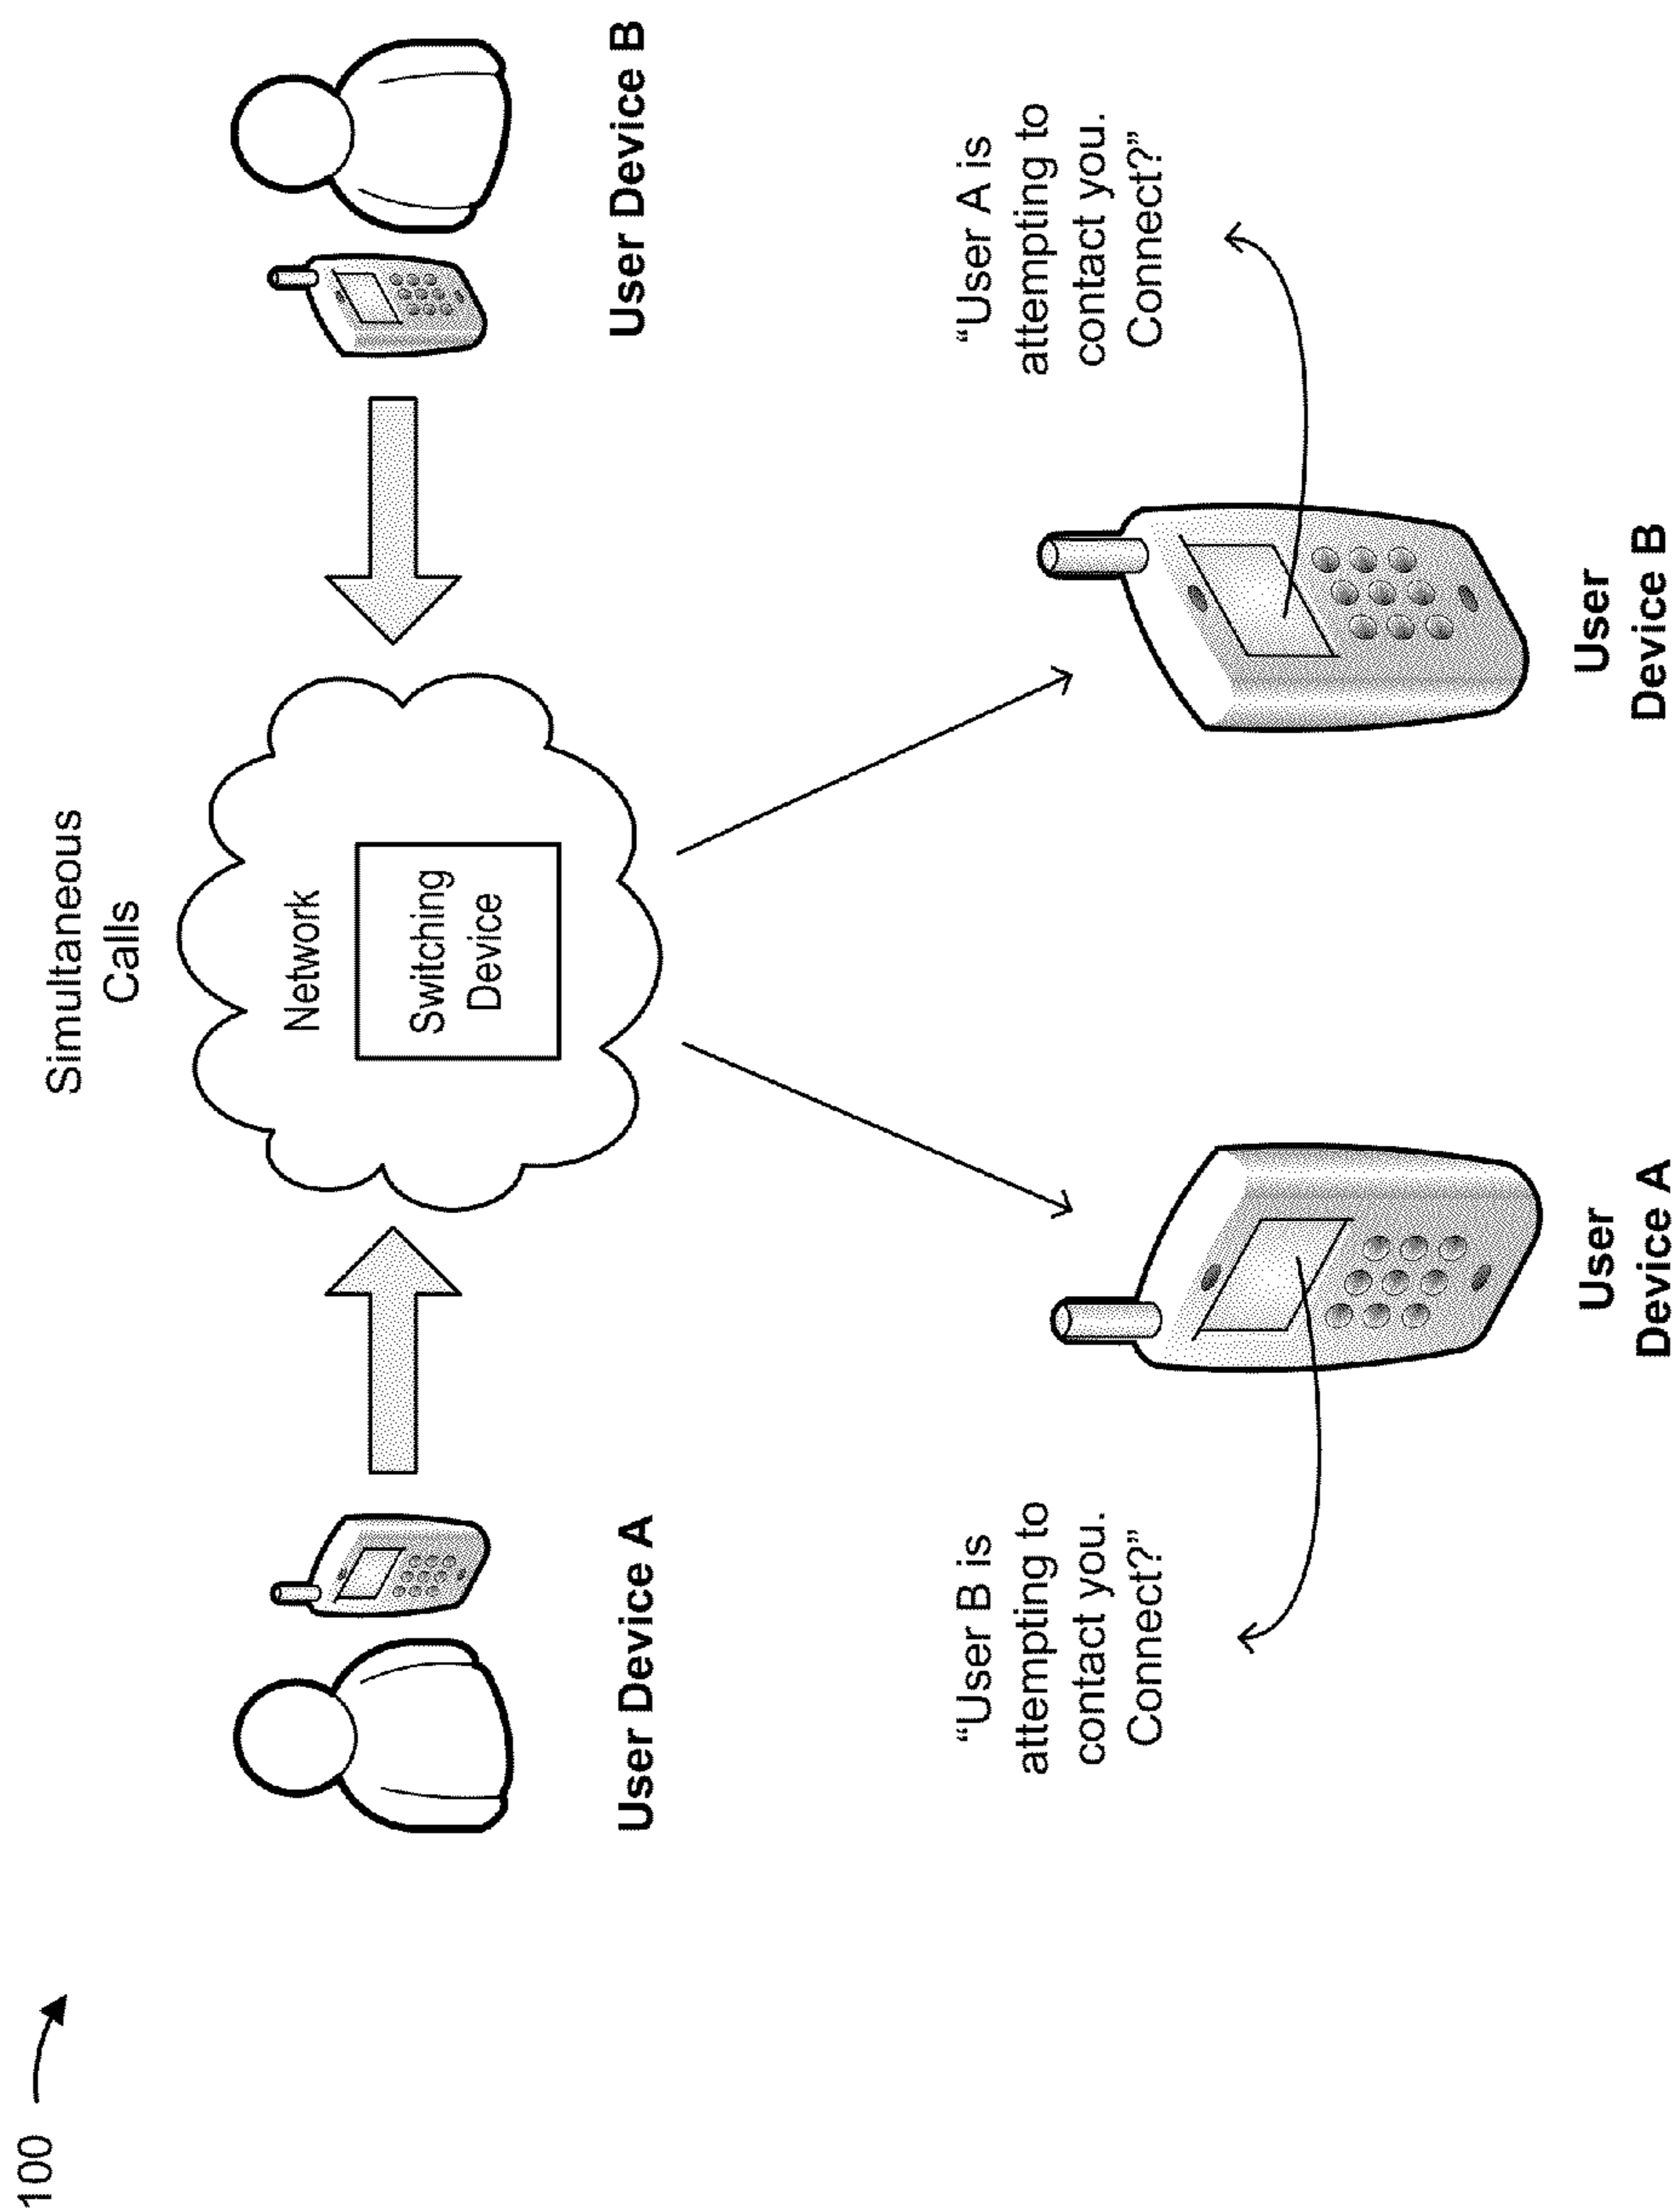 100
Simultaneous
Calls
Network
Switching
Device
User Device A
User Device B
“User B is
attempting to
contact you.
Connect?”
“User A is
attempting to
contact you.
Connect?”
User
Device A
User
Device B